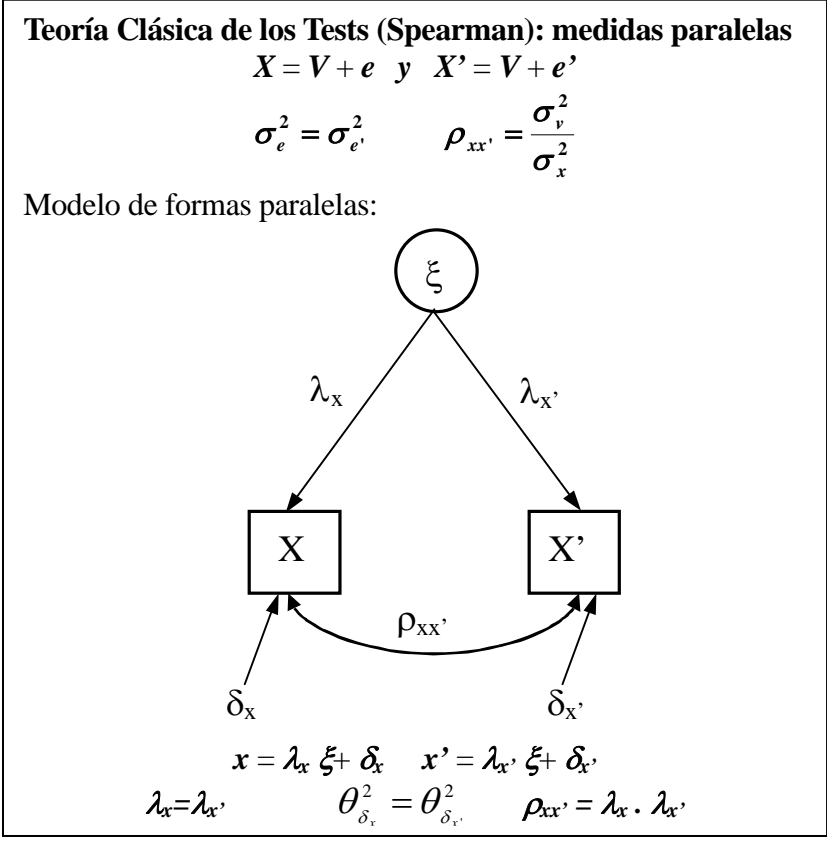 Teoría Clásica de los Tests (Spearman): medidas paralelas
X = V + e y X’ = V + e’
σ²ₑ = σ²ₑ' ρxx' = σ²ᵥ / σ²ₓ
Modelo de formas paralelas:
ξ
λx λx’
X X’
ρxx’
δx δx’
x = λx ξ + δx x’ = λx’ ξ + δx’
λx=λx’ θ²δx = θ²δx' ρxx’ = λx . λx’